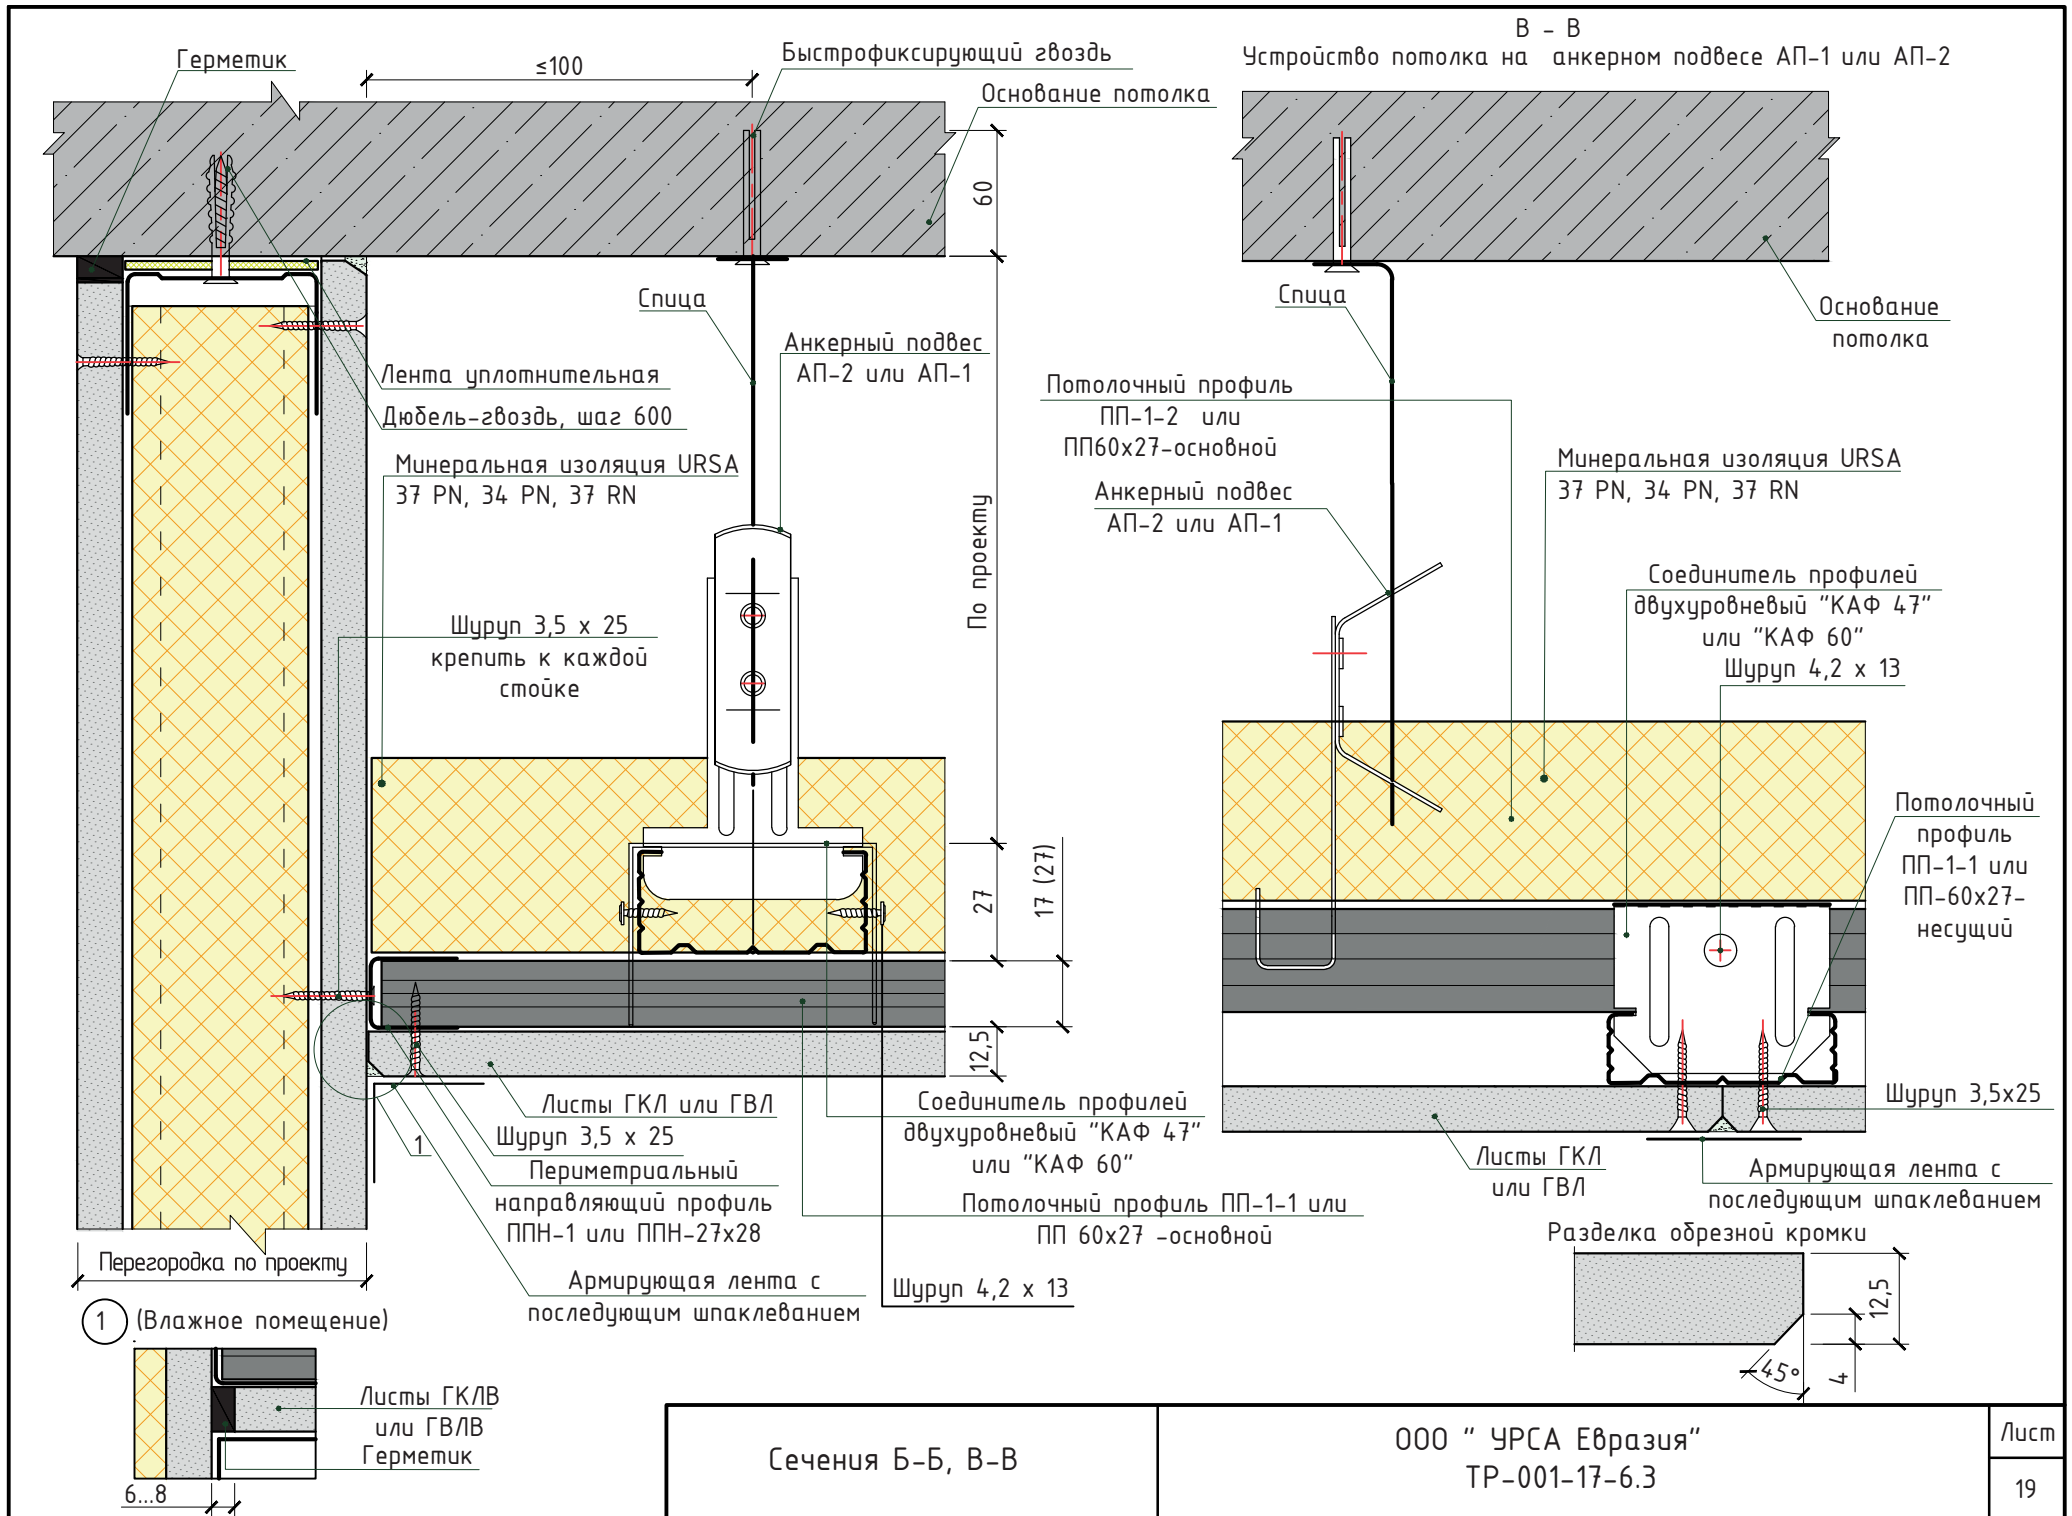 В - В
Устройство потолка на анкерном подвесе АП-1 или АП-2
Герметик
≤100
Быстрофиксирующий гвоздь
Основание потолка
60
Спица
Анкерный подвес
АП-2 или АП-1
Лента уплотнительная
Дюбель-гвоздь, шаг 600
Минеральная изоляция URSA
37 PN, 34 PN, 37 RN
По проекту
Шуруп 3,5 х 25
крепить к каждой
стойке
27
17 (27)
12,5
Листы ГКЛ или ГВЛ
Шуруп 3,5 х 25
1
Периметриальный
направляющий профиль
ППН-1 или ППН-27х28
Армирующая лента с
последующим шпаклеванием
Соединитель профилей
двухуровневый "КАФ 47"
или "КАФ 60"
Потолочный профиль ПП-1-1 или
ПП 60х27 -основной
Шуруп 4,2 х 13
Перегородка по проекту
Спица
Основание
потолка
Потолочный профиль
ПП-1-2 или
ПП60х27-основной
Анкерный подвес
АП-2 или АП-1
Минеральная изоляция URSA
37 PN, 34 PN, 37 RN
Соединитель профилей
двухуровневый "КАФ 47"
или "КАФ 60"
Шуруп 4,2 х 13
Потолочный
профиль
ПП-1-1 или
ПП-60х27-
несущий
Шуруп 3,5х25
Листы ГКЛ
или ГВЛ
Армирующая лента с
последующим шпаклеванием
Разделка обрезной кромки
12,5
4
45°
1 (Влажное помещение)
Листы ГКЛВ
или ГВЛВ
Герметик
6...8
Сечения Б-Б, В-В
ООО " УРСА Евразия"
ТР-001-17-6.3
Лист
19